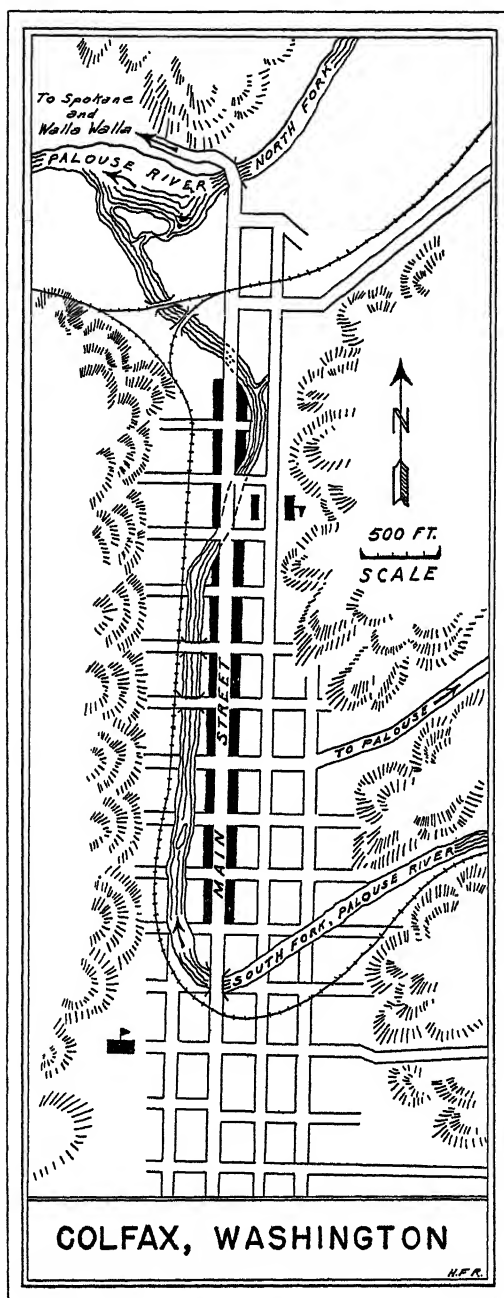 To Spokane
and
Walla Walla
PALOUSE RIVER
NORTH FORK
N
500 FT.
SCALE
MAIN STREET
TO PALOUSE
SOUTH FORK, PALOUSE RIVER
COLFAX, WASHINGTON
H.F.R.